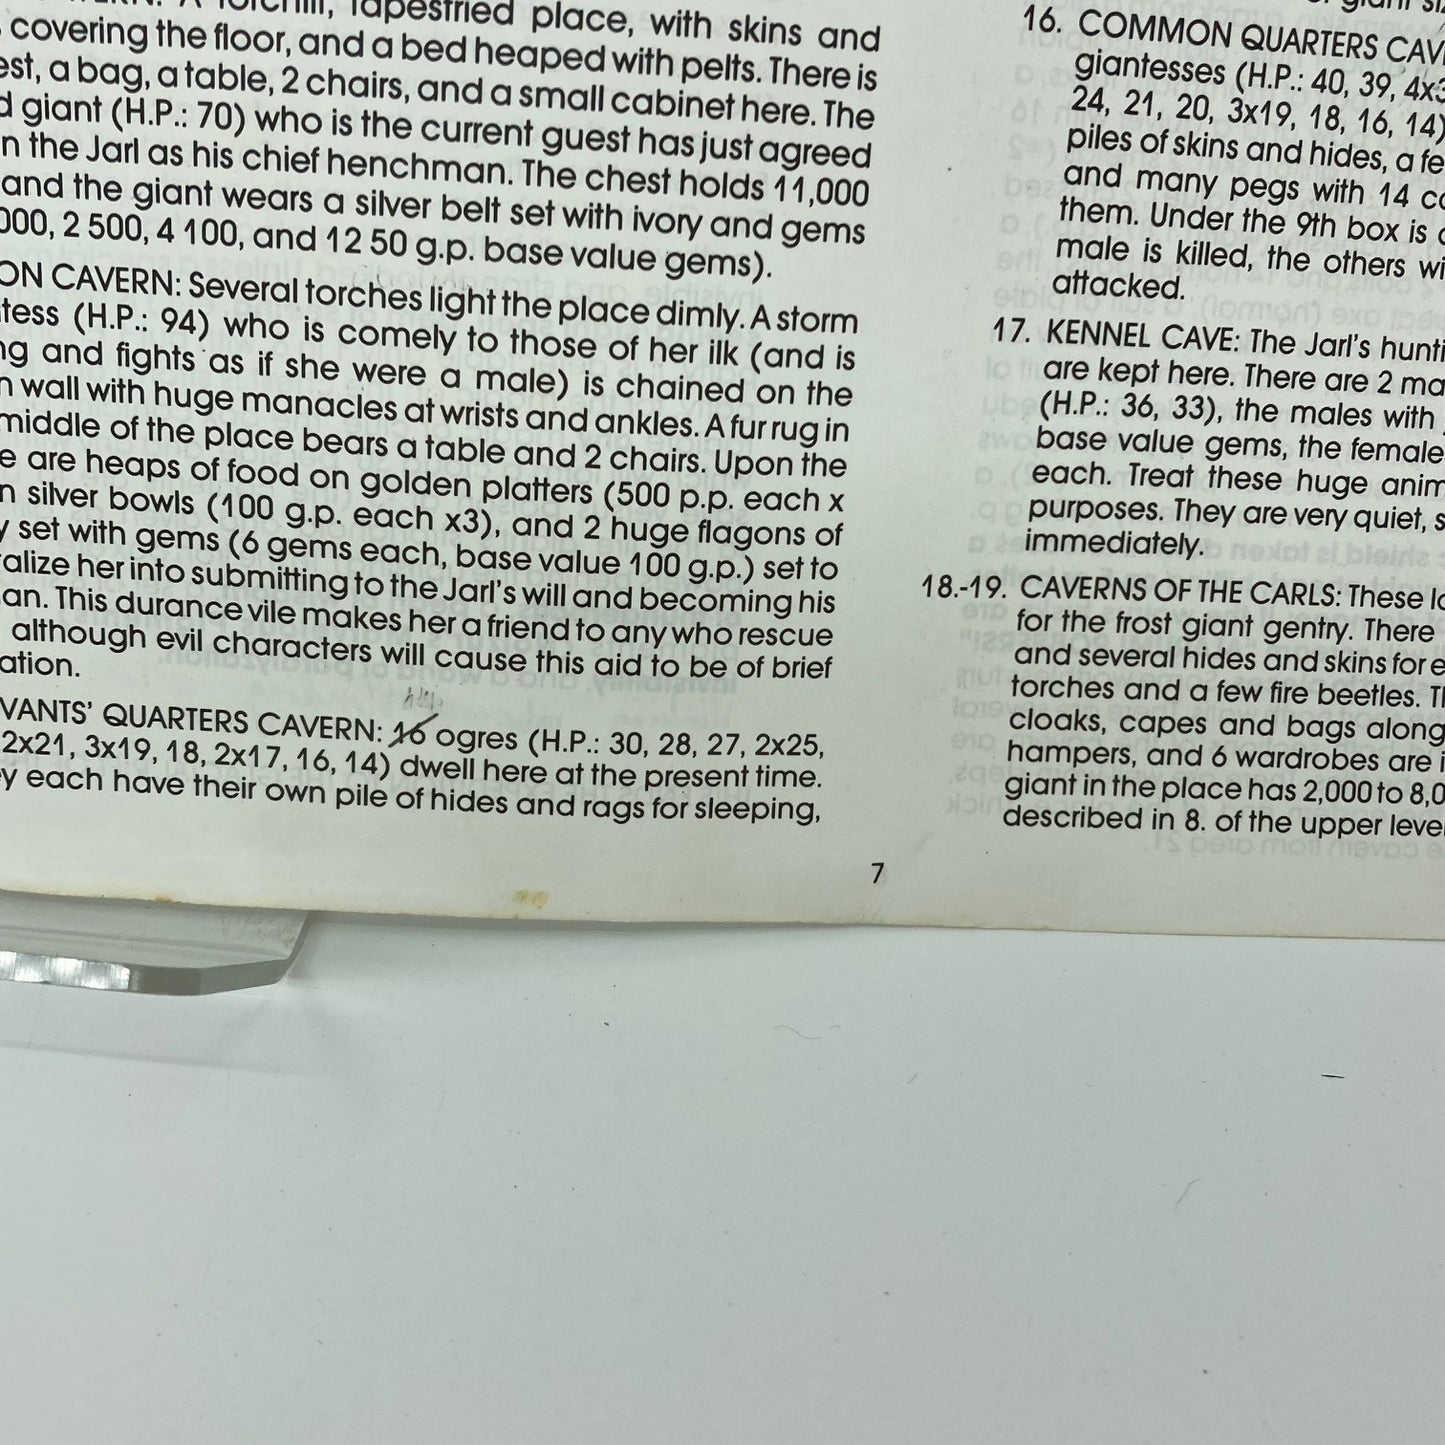 place, with skins and
covering the floor, and a bed heaped with pelts. There is
a bag, a table, 2 chairs, and a small cabinet here. The
giant (H.P.: 70) who is the current guest has just agreed
the Jarl as his chief henchman. The chest holds 11,000
and the giant wears a silver belt set with ivory and gems
000, 2 500, 4 100, and 12 50 g.p. base value gems).
ON CAVERN: Several torches light the place dimly. A storm
tess (H.P.: 94) who is comely to those of her ilk (and is
ng and fights as if she were a male) is chained on the
n wall with huge manacles at wrists and ankles. A fur rug in
middle of the place bears a table and 2 chairs. Upon the
e are heaps of food on golden platters (500 p.p. each x
n silver bowls (100 g.p. each x3), and 2 huge flagons of
y set with gems (6 gems each, base value 100 g.p.) set to
alize her into submitting to the Jarl's will and becoming his
an. This durance vile makes her a friend to any who rescue
although evil characters will cause this aid to be of brief
ation.
VANTS' QUARTERS CAVERN: 16 ogres (H.P.: 30, 28, 27, 2x25,
2x21, 3x19, 18, 2x17, 16, 14) dwell here at the present time.
y each have their own pile of hides and rags for sleeping,
16. COMMON QUARTERS CAV
giantesses (H.P.: 40, 39, 4x3
24, 21, 20, 3x19, 18, 16, 14)
piles of skins and hides, a fe
and many pegs with 14 co
them. Under the 9th box is
male is killed, the others wi
attacked.
17. KENNEL CAVE: The Jarl's hunti
are kept here. There are 2 ma
(H.P.: 36, 33), the males with
base value gems, the female
each. Treat these huge anim
purposes. They are very quiet, s
immediately.
18.-19. CAVERNS OF THE CARLS: These lo
for the frost giant gentry. There
and several hides and skins for e
torches and a few fire beetles. Th
cloaks, capes and bags along
hampers, and 6 wardrobes are i
giant in the place has 2,000 to 8,0
described in 8. of the upper leve
7